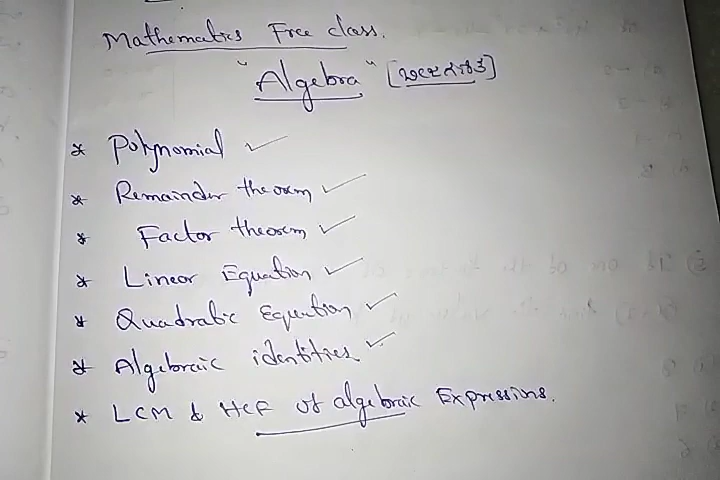 Mathematics Free class.
"Algebra" [ಬೀಜಗಣಿತ]
* Polynomial ✓
* Remainder theorem ✓
* Factor theorem ✓
* Linear Equation ✓
* Quadratic Equation ✓
* Algebraic identities ✓
* LCM & HCF of algebraic Expressions.